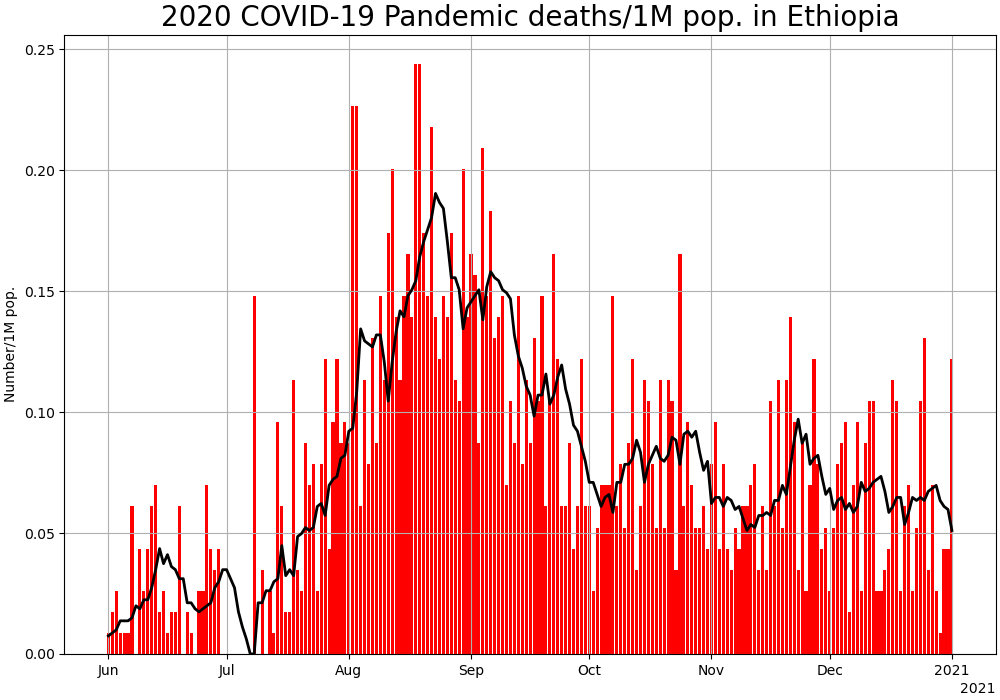 2020 COVID-19 Pandemic deaths/1M pop. in Ethiopia
Number/1M pop.
0.25
0.20
0.15
0.10
0.05
0.00
Jun Jul Aug Sep Oct Nov Dec 2021
2021